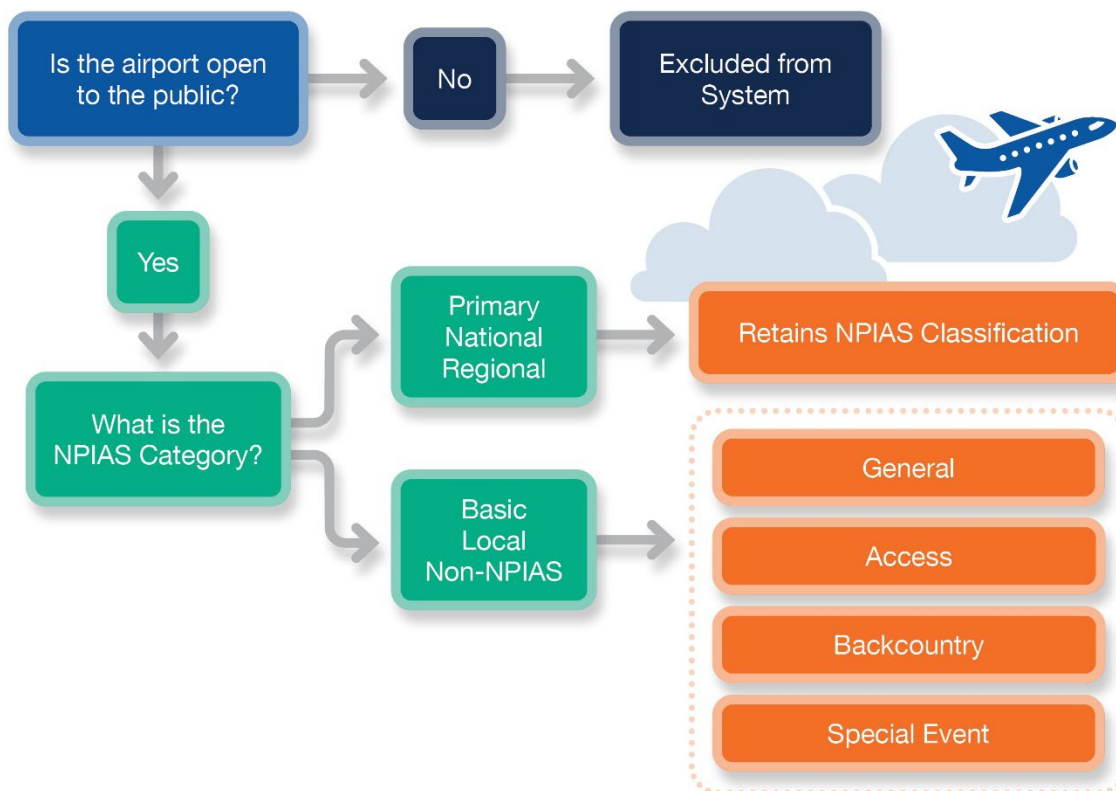 Is the airport open
to the public?
No
Excluded from
System
Yes
What is the
NPIAS Category?
Primary
National
Regional
Retains NPIAS Classification
Basic
Local
Non-NPIAS
General
Access
Backcountry
Special Event